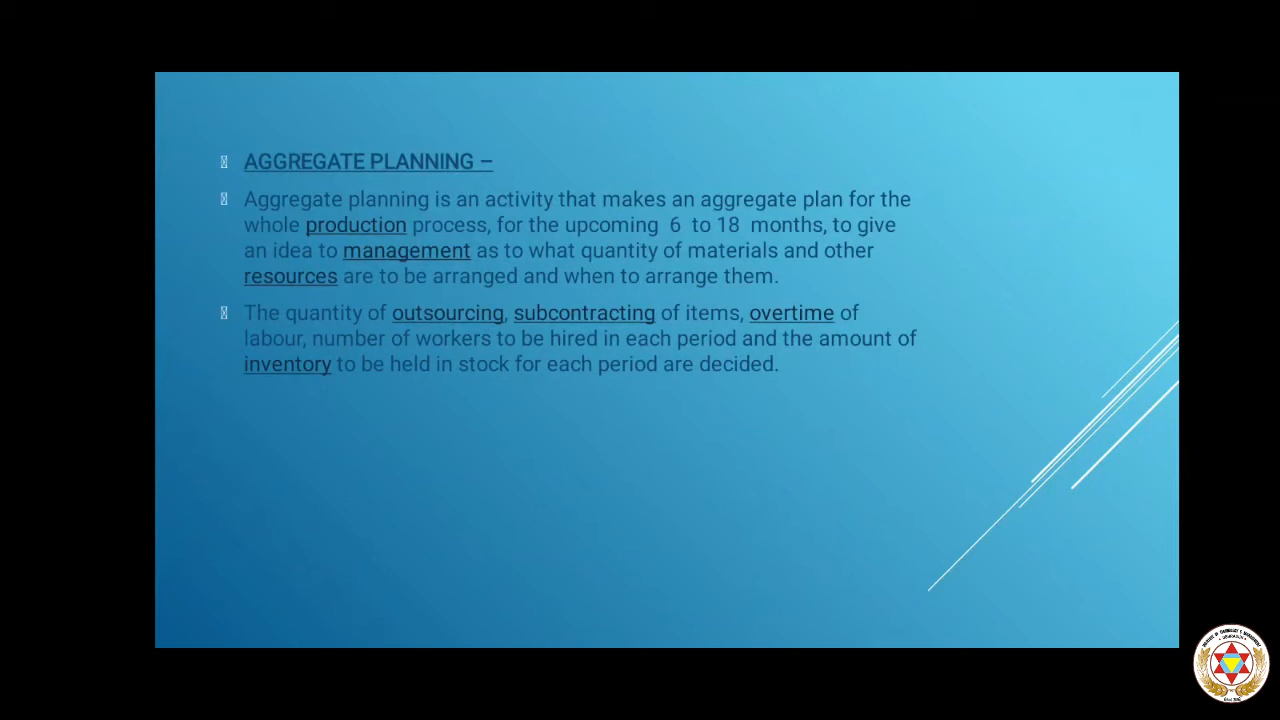 AGGREGATE PLANNING –
Aggregate planning is an activity that makes an aggregate plan for the
whole production process, for the upcoming 6 to 18 months, to give
an idea to management as to what quantity of materials and other
resources are to be arranged and when to arrange them.
The quantity of outsourcing, subcontracting of items, overtime of
labour, number of workers to be hired in each period and the amount of
inventory to be held in stock for each period are decided.